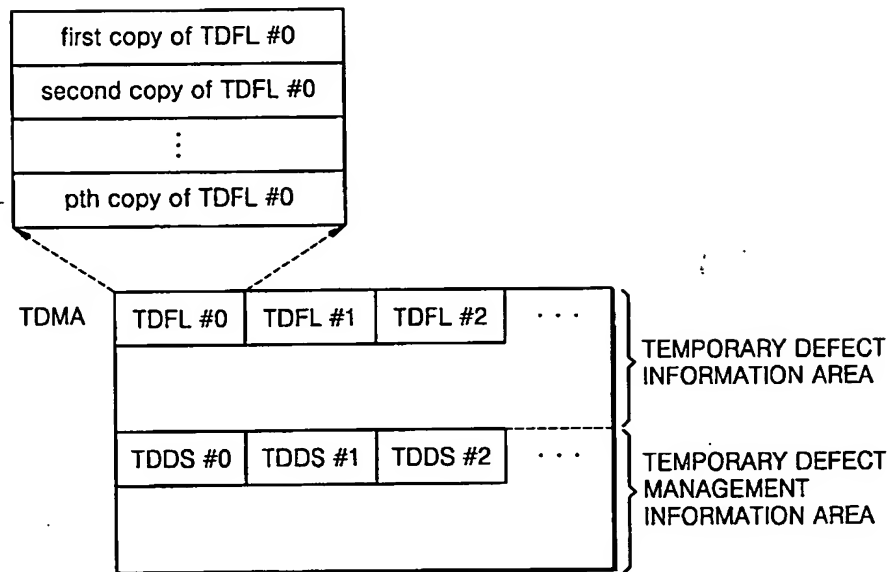 first copy of TDFL #0
second copy of TDFL #0
⋮
pth copy of TDFL #0
TDMA
TDFL #0
TDFL #1
TDFL #2
· · ·
TEMPORARY DEFECT
INFORMATION AREA
TDDS #0
TDDS #1
TDDS #2
· · ·
TEMPORARY DEFECT
MANAGEMENT
INFORMATION AREA